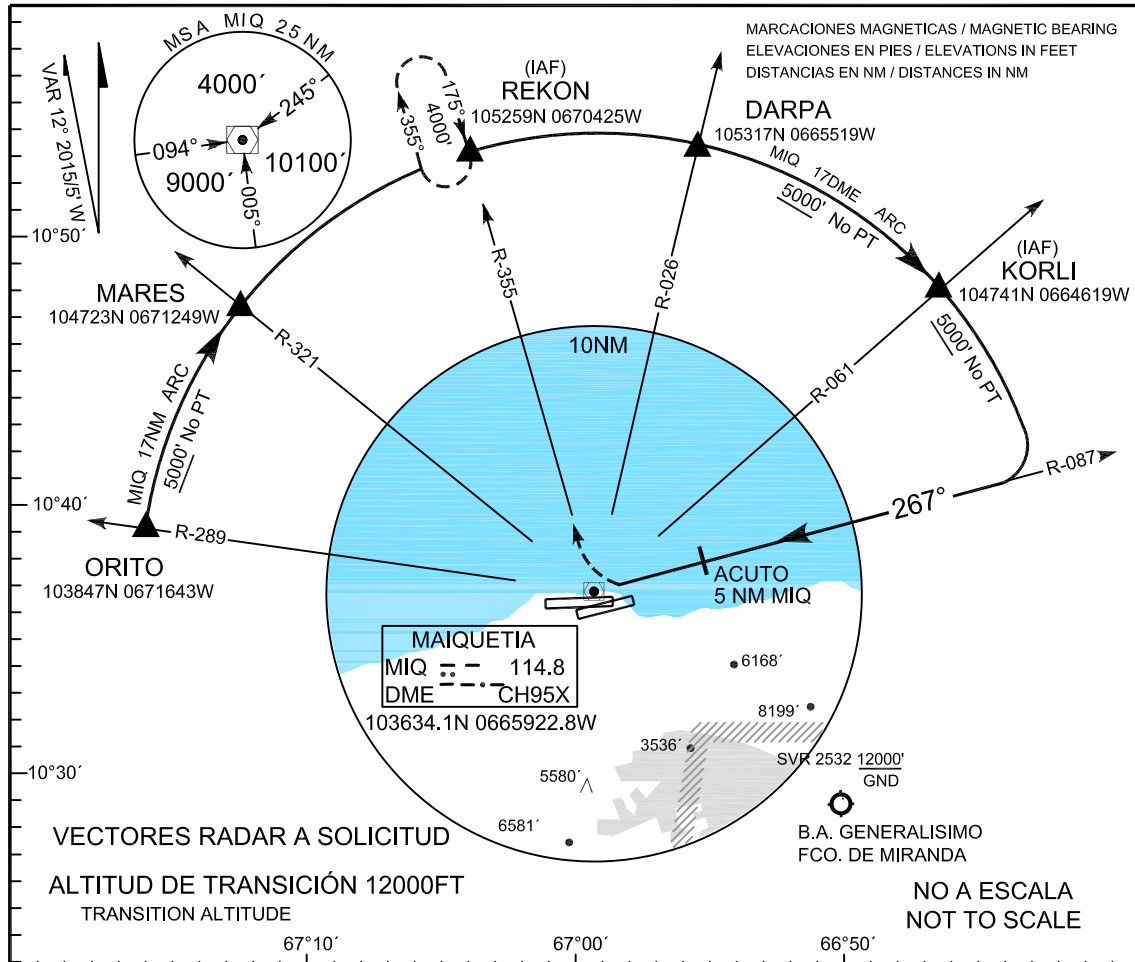 MSA MIQ 25 NM
4000´
245°
094°
10100´
9000´
005°
VAR 12° 2015/5' W
MARCACIONES MAGNETICAS / MAGNETIC BEARING
ELEVACIONES EN PIES / ELEVATIONS IN FEET
DISTANCIAS EN NM / DISTANCES IN NM
(IAF)
REKON
105259N 0670425W
175°
4000'
355°
DARPA
105317N 0665519W
MIQ 17DME ARC
5000' No PT
(IAF)
KORLI
104741N 0664619W
5000' No PT
10°50´
MARES
104723N 0671249W
R-355
R-026
R-321
R-061
10NM
MIQ 17NM ARC
5000' No PT
R-087
10°40´
267°
R-289
ORITO
103847N 0671643W
ACUTO
5 NM MIQ
MAIQUETIA
MIQ 114.8
DME CH95X
103634.1N 0665922.8W
6168´
8199´
3536´
SVR 2532 12000'
GND
10°30´
5580´
6581´
B.A. GENERALISIMO
FCO. DE MIRANDA
VECTORES RADAR A SOLICITUD
ALTITUD DE TRANSICIÓN 12000FT
TRANSITION ALTITUDE
NO A ESCALA
NOT TO SCALE
67°10´
67°00´
66°50´